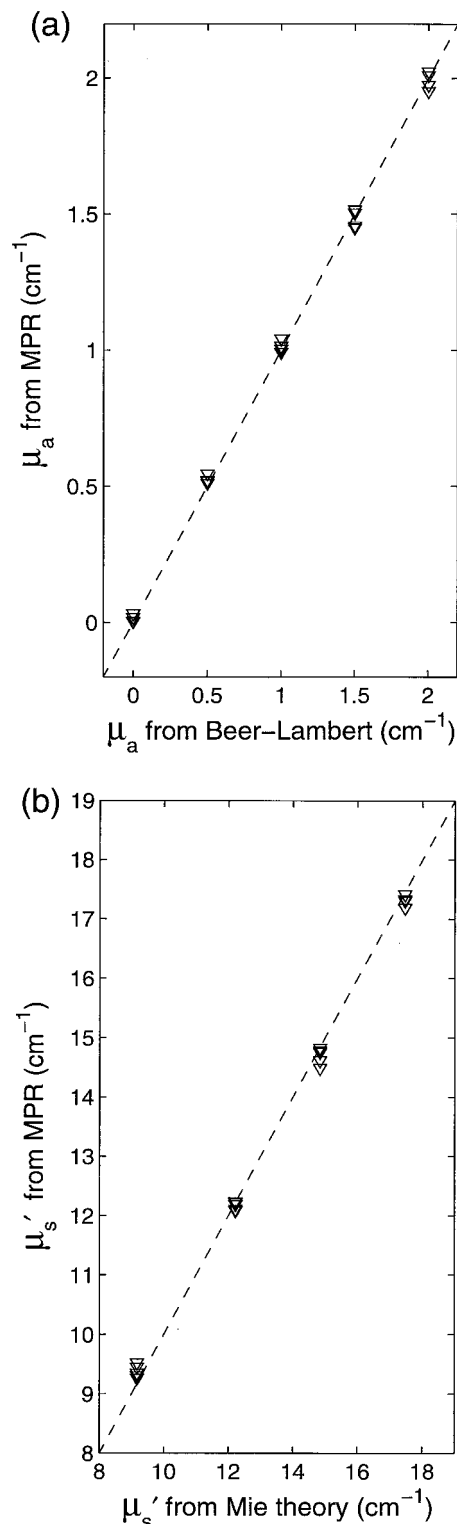 (a)
2
1.5
1
0.5
0
μa from MPR (cm−1)
0 0.5 1 1.5 2
μa from Beer−Lambert (cm−1)
(b)
19
18
17
16
15
14
13
12
11
10
9
8
μs′ from MPR (cm−1)
8 10 12 14 16 18
μs′ from Mie theory (cm−1)